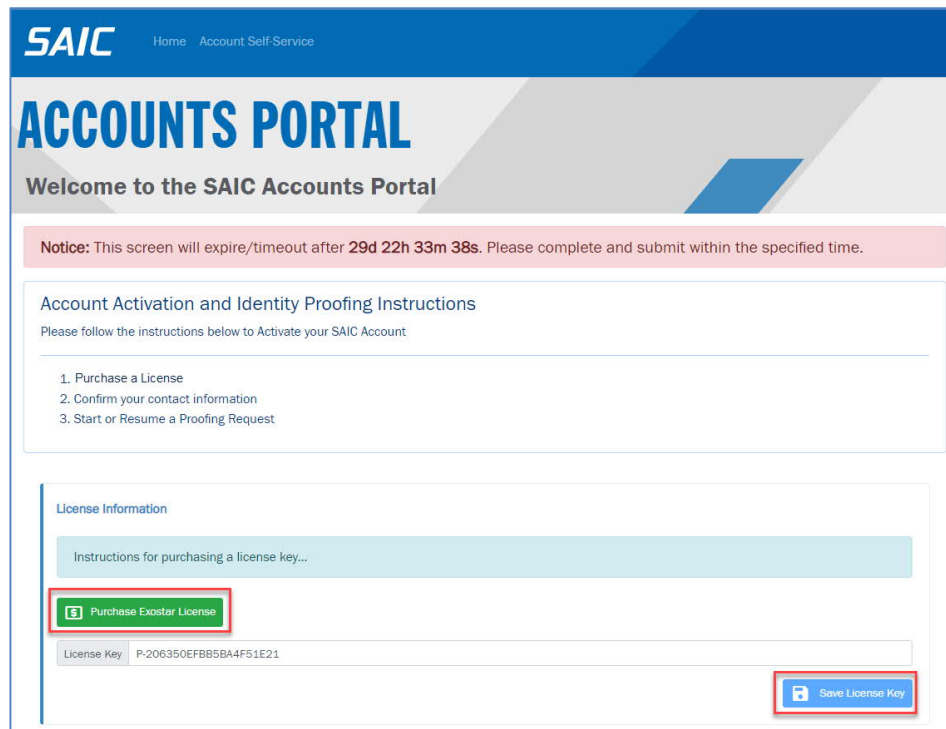 SAIC Home Account Self-Service
ACCOUNTS PORTAL
Welcome to the SAIC Accounts Portal
Notice: This screen will expire/timeout after 29d 22h 33m 38s. Please complete and submit within the specified time.
Account Activation and Identity Proofing Instructions
Please follow the instructions below to Activate your SAIC Account
1. Purchase a License
2. Confirm your contact information
3. Start or Resume a Proofing Request
License Information
Instructions for purchasing a license key...
$ Purchase Exostar License
License Key P-206350EFBB5BA4F51E21
Save License Key